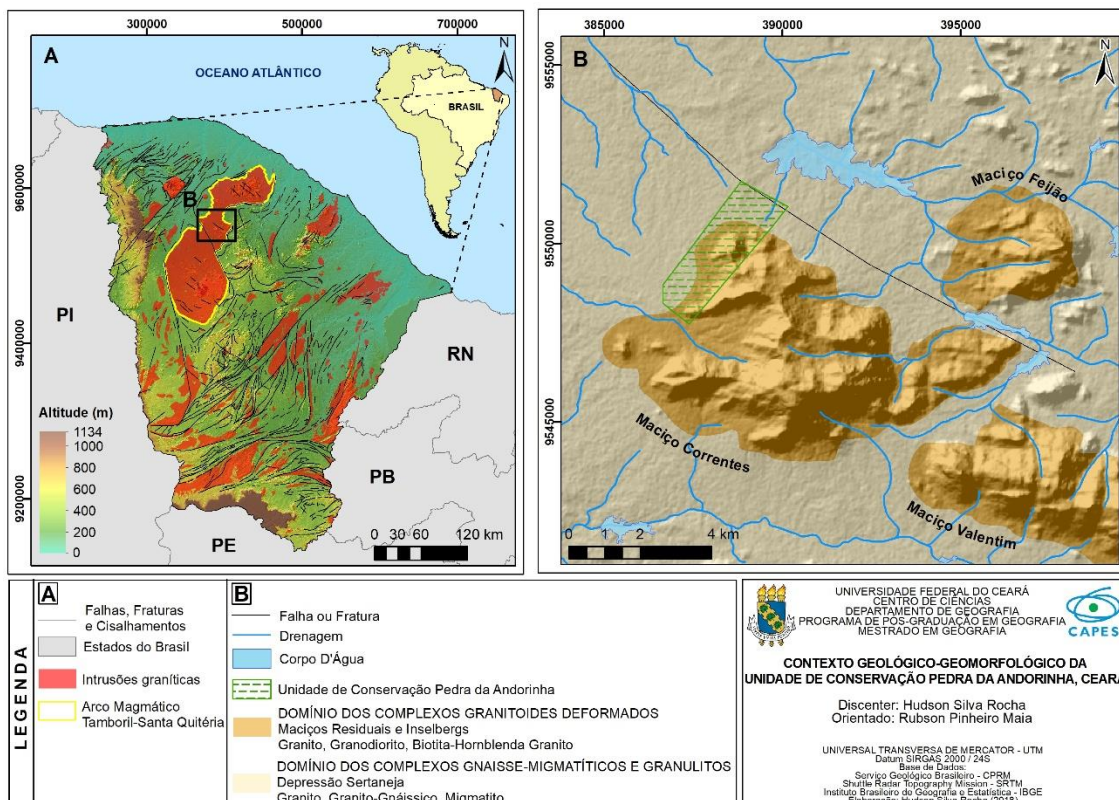 300000 500000 700000
A
N
OCEANO ATLÂNTICO
BRASIL
9600000
B
PI
9400000
RN
Altitude (m)
1134
1000
800
600
400
200
0
PB
9200000
PE
0 30 60 120 km
385000 390000 395000
B
N
9555000
Maciço Feijão
9550000
9545000
Maciço Correntes
Maciço Valentim
0 1 2 4 km
LEGENDA
A
Falhas, Fraturas
e Cisalhamentos
Estados do Brasil
Intrusões graníticas
Arco Magmático
Tamboril-Santa Quitéria
B
Falha ou Fratura
Drenagem
Corpo D'Água
Unidade de Conservação Pedra da Andorinha
DOMÍNIO DOS COMPLEXOS GRANITOIDES DEFORMADOS
Maciços Residuais e Inselbergs
Granito, Granodiorito, Biotita-Hornblenda Granito
DOMÍNIO DOS COMPLEXOS GNAISSE-MIGMATÍTICOS E GRANULITOS
Depressão Sertaneja
Granito, Granito-Gnáissico, Migmatito
UNIVERSIDADE FEDERAL DO CEARÁ
CENTRO DE CIÊNCIAS
DEPARTAMENTO DE GEOGRAFIA
PROGRAMA DE PÓS-GRADUAÇÃO EM GEOGRAFIA
MESTRADO EM GEOGRAFIA
CAPES
CONTEXTO GEOLÓGICO-GEOMORFOLÓGICO DA
UNIDADE DE CONSERVAÇÃO PEDRA DA ANDORINHA, CEARÁ
Discenter: Hudson Silva Rocha
Orientado: Rubson Pinheiro Maia
UNIVERSAL TRANSVERSA DE MERCATOR - UTM
Datum SIRGAS 2000 / 24S
Base de Dados:
Serviço Geológico Brasileiro - CPRM
Shuttle Radar Topography Mission - SRTM
Instituto Brasileiro de Geografia e Estatística - IBGE
Elaboração: Hudson Silva Rocha